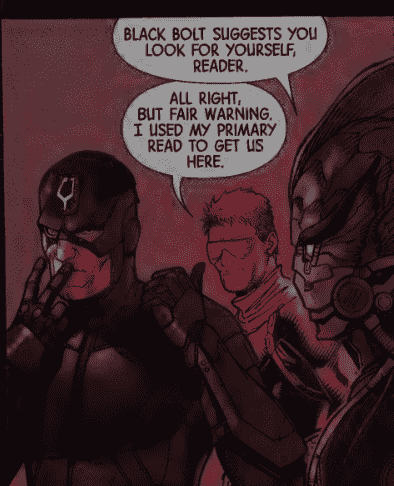 BLACK BOLT SUGGESTS YOU
LOOK FOR YOURSELF,
READER.
ALL RIGHT,
BUT FAIR WARNING.
I USED MY PRIMARY
READ TO GET US
HERE.